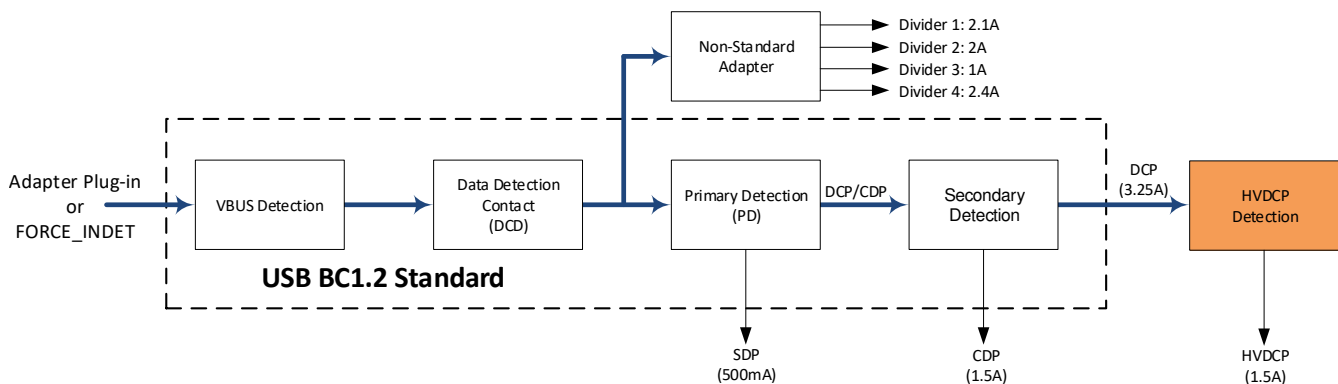 Non-Standard
Adapter
Divider 1: 2.1A
Divider 2: 2A
Divider 3: 1A
Divider 4: 2.4A
Adapter Plug-in
or
FORCE_INDET
VBUS Detection
Data Detection
Contact
(DCD)
Primary Detection
(PD)
DCP/CDP
Secondary
Detection
DCP
(3.25A)
HVDCP
Detection
USB BC1.2 Standard
SDP
(500mA)
CDP
(1.5A)
HVDCP
(1.5A)